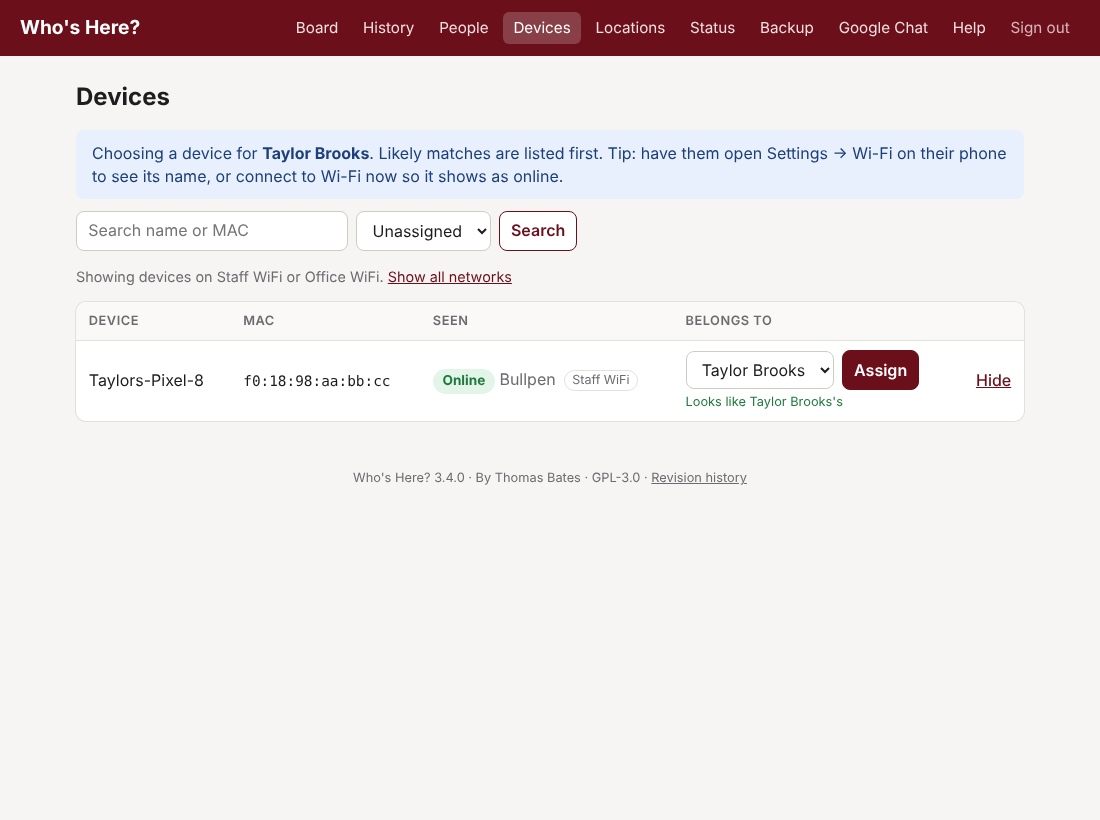 Who's Here?
Board History People Devices Locations Status Backup Google Chat Help Sign out
Devices
Choosing a device for Taylor Brooks. Likely matches are listed first. Tip: have them open Settings → Wi-Fi on their phone
to see its name, or connect to Wi-Fi now so it shows as online.
Search name or MAC Unassigned Search
Showing devices on Staff WiFi or Office WiFi. Show all networks
DEVICE MAC SEEN BELONGS TO
Taylors-Pixel-8 f0:18:98:aa:bb:cc Online Bullpen Staff WiFi Taylor Brooks Assign Hide
Looks like Taylor Brooks's
Who's Here? 3.4.0 · By Thomas Bates · GPL-3.0 · Revision history